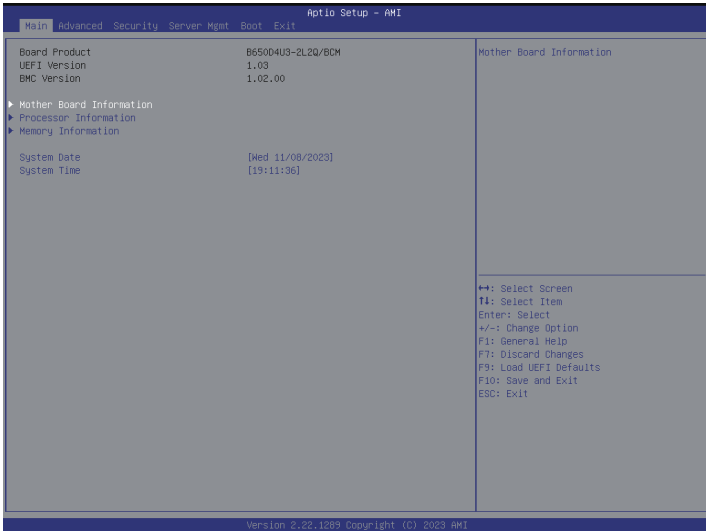 Aptio Setup - AMI
Main Advanced Security Server Mgmt Boot Exit
Board Product B650D4U3-2L2Q/BCM
UEFI Version 1.03
BMC Version 1.02.00
Mother Board Information
Processor Information
Memory Information
System Date [Wed 11/08/2023]
System Time [19:11:36]
Mother Board Information
↔: Select Screen
↑↓: Select Item
Enter: Select
+/-: Change Option
F1: General Help
F7: Discard Changes
F9: Load UEFI Defaults
F10: Save and Exit
ESC: Exit
Version 2.22.1289 Copyright (C) 2023 AMI